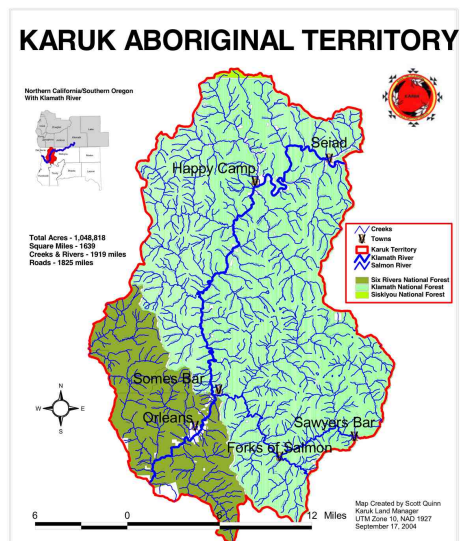 KARUK ABORIGINAL TERRITORY
Northern California/Southern Oregon
With Klamath River
KARUK
Seiad
Happy Camp
Total Acres - 1,048,818
Square Miles - 1639
Creeks & Rivers - 1919 miles
Roads - 1825 miles
Creeks
Towns
Karuk Territory
Klamath River
Salmon River
Six Rivers National Forest
Klamath National Forest
Siskiyou National Forest
Somes Bar
N
W E
S
Orleans
Sawyers Bar
Forks of Salmon
6 0 6 12 Miles
Map Created by Scott Quinn
Karuk Land Manager
UTM Zone 10, NAD 1927
September 17, 2004